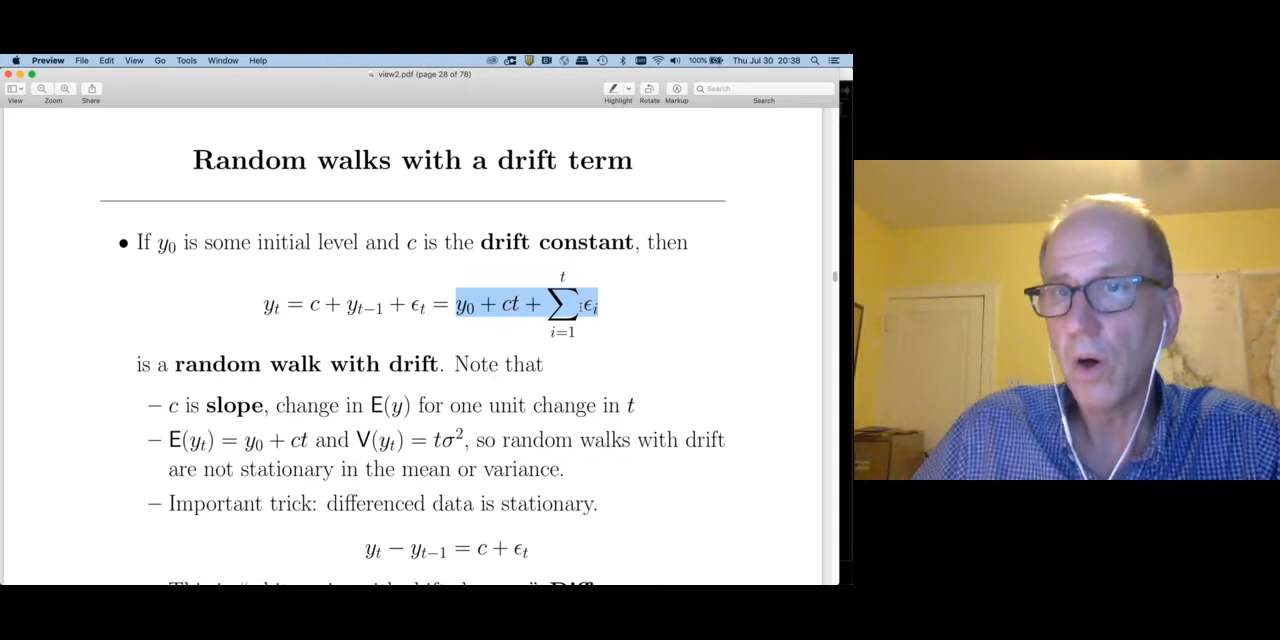 Preview File Edit View Go Tools Window Help 100% Thu Jul 30 20:38
view2.pdf (page 28 of 78)
Search
View Zoom Share Highlight Rotate Markup Search
Random walks with a drift term
• If y₀ is some initial level and c is the drift constant, then
yₜ = c + yₜ₋₁ + ϵₜ = y₀ + ct + ∑ᵢ₌₁ᵗ ϵᵢ
is a random walk with drift. Note that
– c is slope, change in E(y) for one unit change in t
– E(yₜ) = y₀ + ct and V(yₜ) = tσ², so random walks with drift
are not stationary in the mean or variance.
– Important trick: differenced data is stationary.
yₜ − yₜ₋₁ = c + ϵₜ